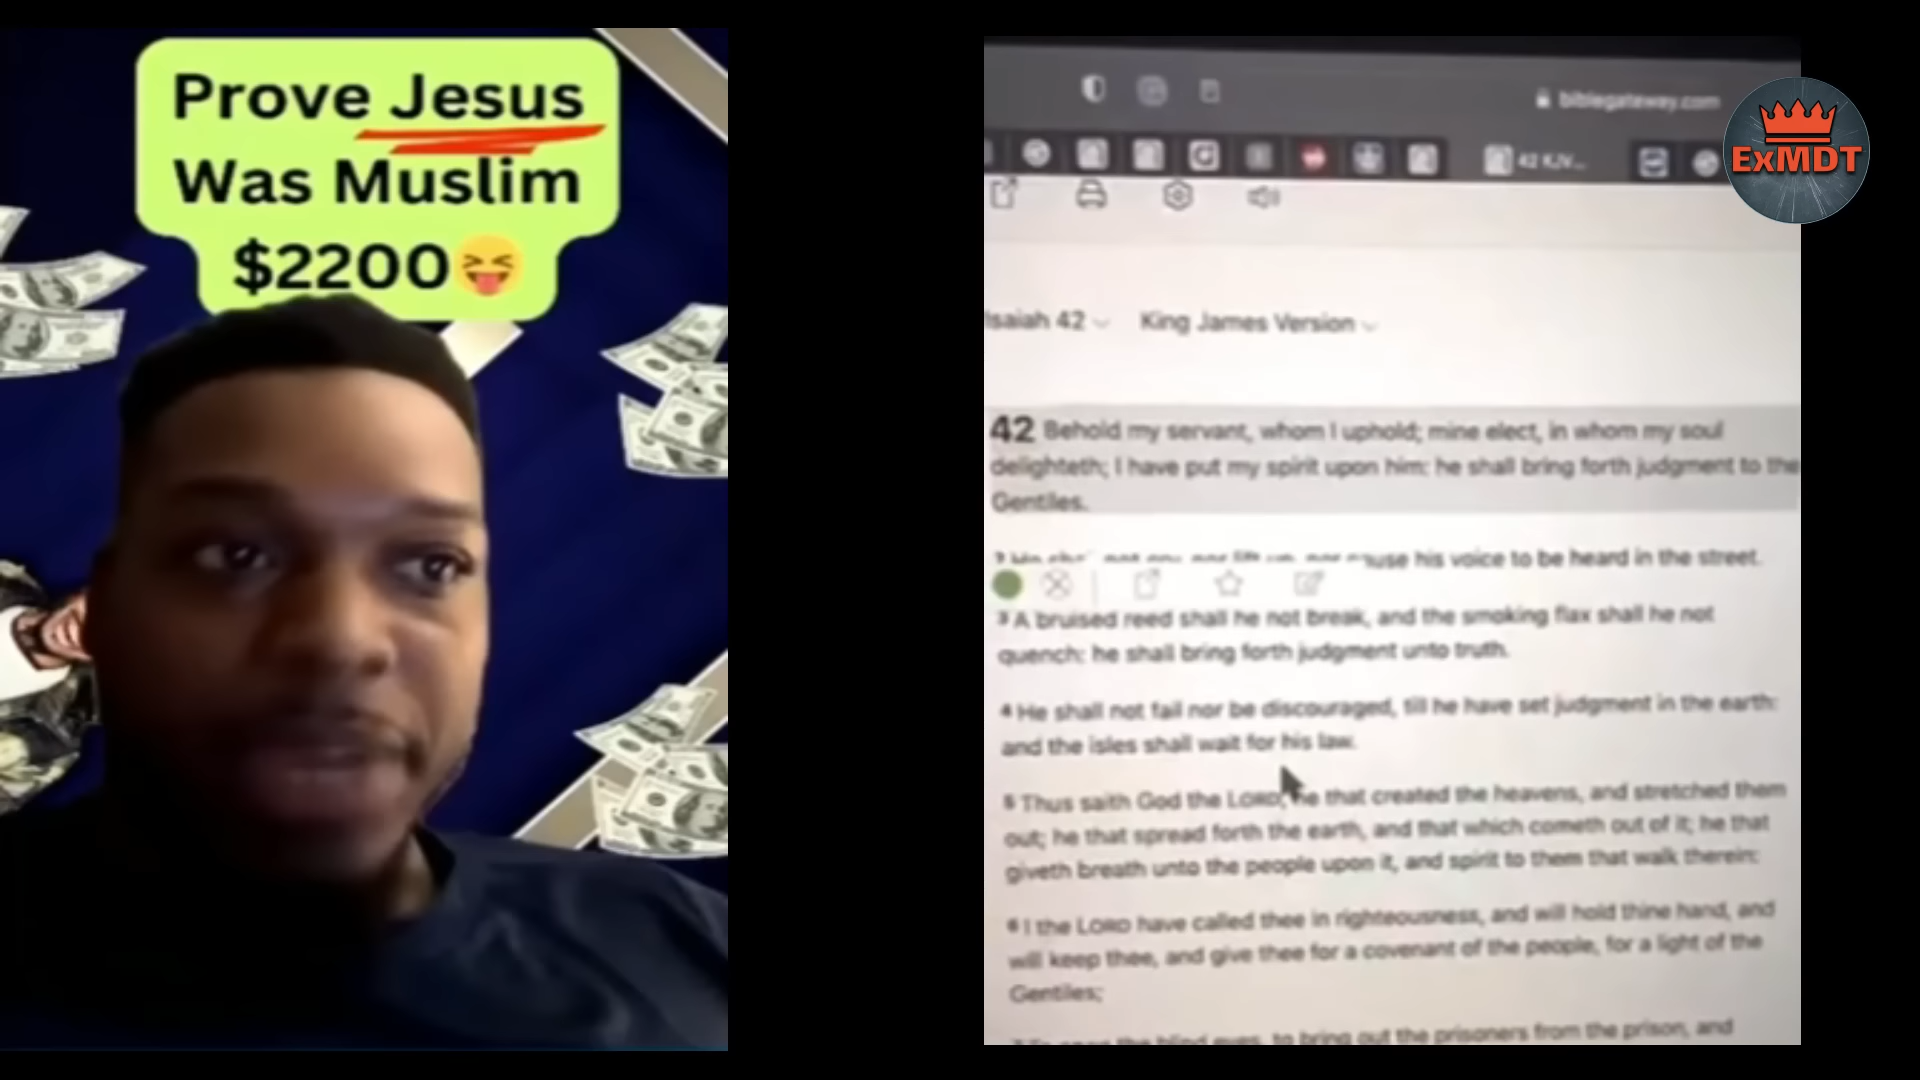 Prove Jesus
Was Muslim
$2200
biblegateway.com
ExMDT
42 KJV...
Isaiah 42 King James Version
42 Behold my servant, whom I uphold; mine elect, in whom my soul
delighteth; I have put my spirit upon him: he shall bring forth judgment to the
Gentiles.
use his voice to be heard in the street.
3 A bruised reed shall he not break, and the smoking flax shall he not
quench: he shall bring forth judgment unto truth.
4 He shall not fail nor be discouraged, till he have set judgment in the earth:
and the isles shall wait for his law.
5 Thus saith God the LORD, he that created the heavens, and stretched them
out; he that spread forth the earth, and that which cometh out of it; he that
giveth breath unto the people upon it, and spirit to them that walk therein:
6 I the LORD have called thee in righteousness, and will hold thine hand, and
will keep thee, and give thee for a covenant of the people, for a light of the
Gentiles;
the blind eyes, to bring out the prisoners from the prison, and